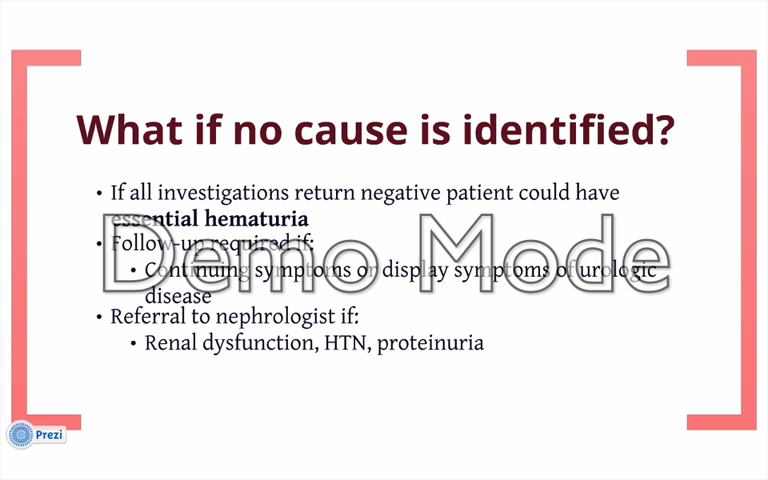 What if no cause is identified?
• If all investigations return negative patient could have
essential hematuria
• Follow-up required if:
• Continuing symptoms or display symptoms of urologic
disease
• Referral to nephrologist if:
• Renal dysfunction, HTN, proteinuria
Demo Mode
Prezi